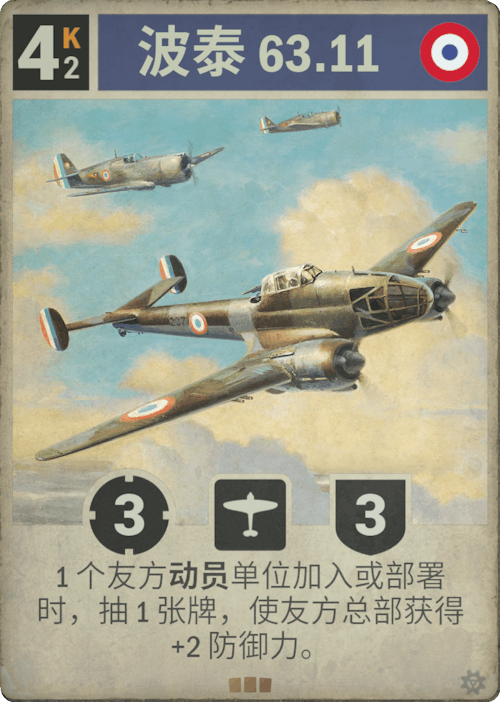 4 K 2
波泰 63.11
3 3
1 个友方动员单位加入或部署
时，抽 1 张牌，使友方总部获得
+2 防御力。